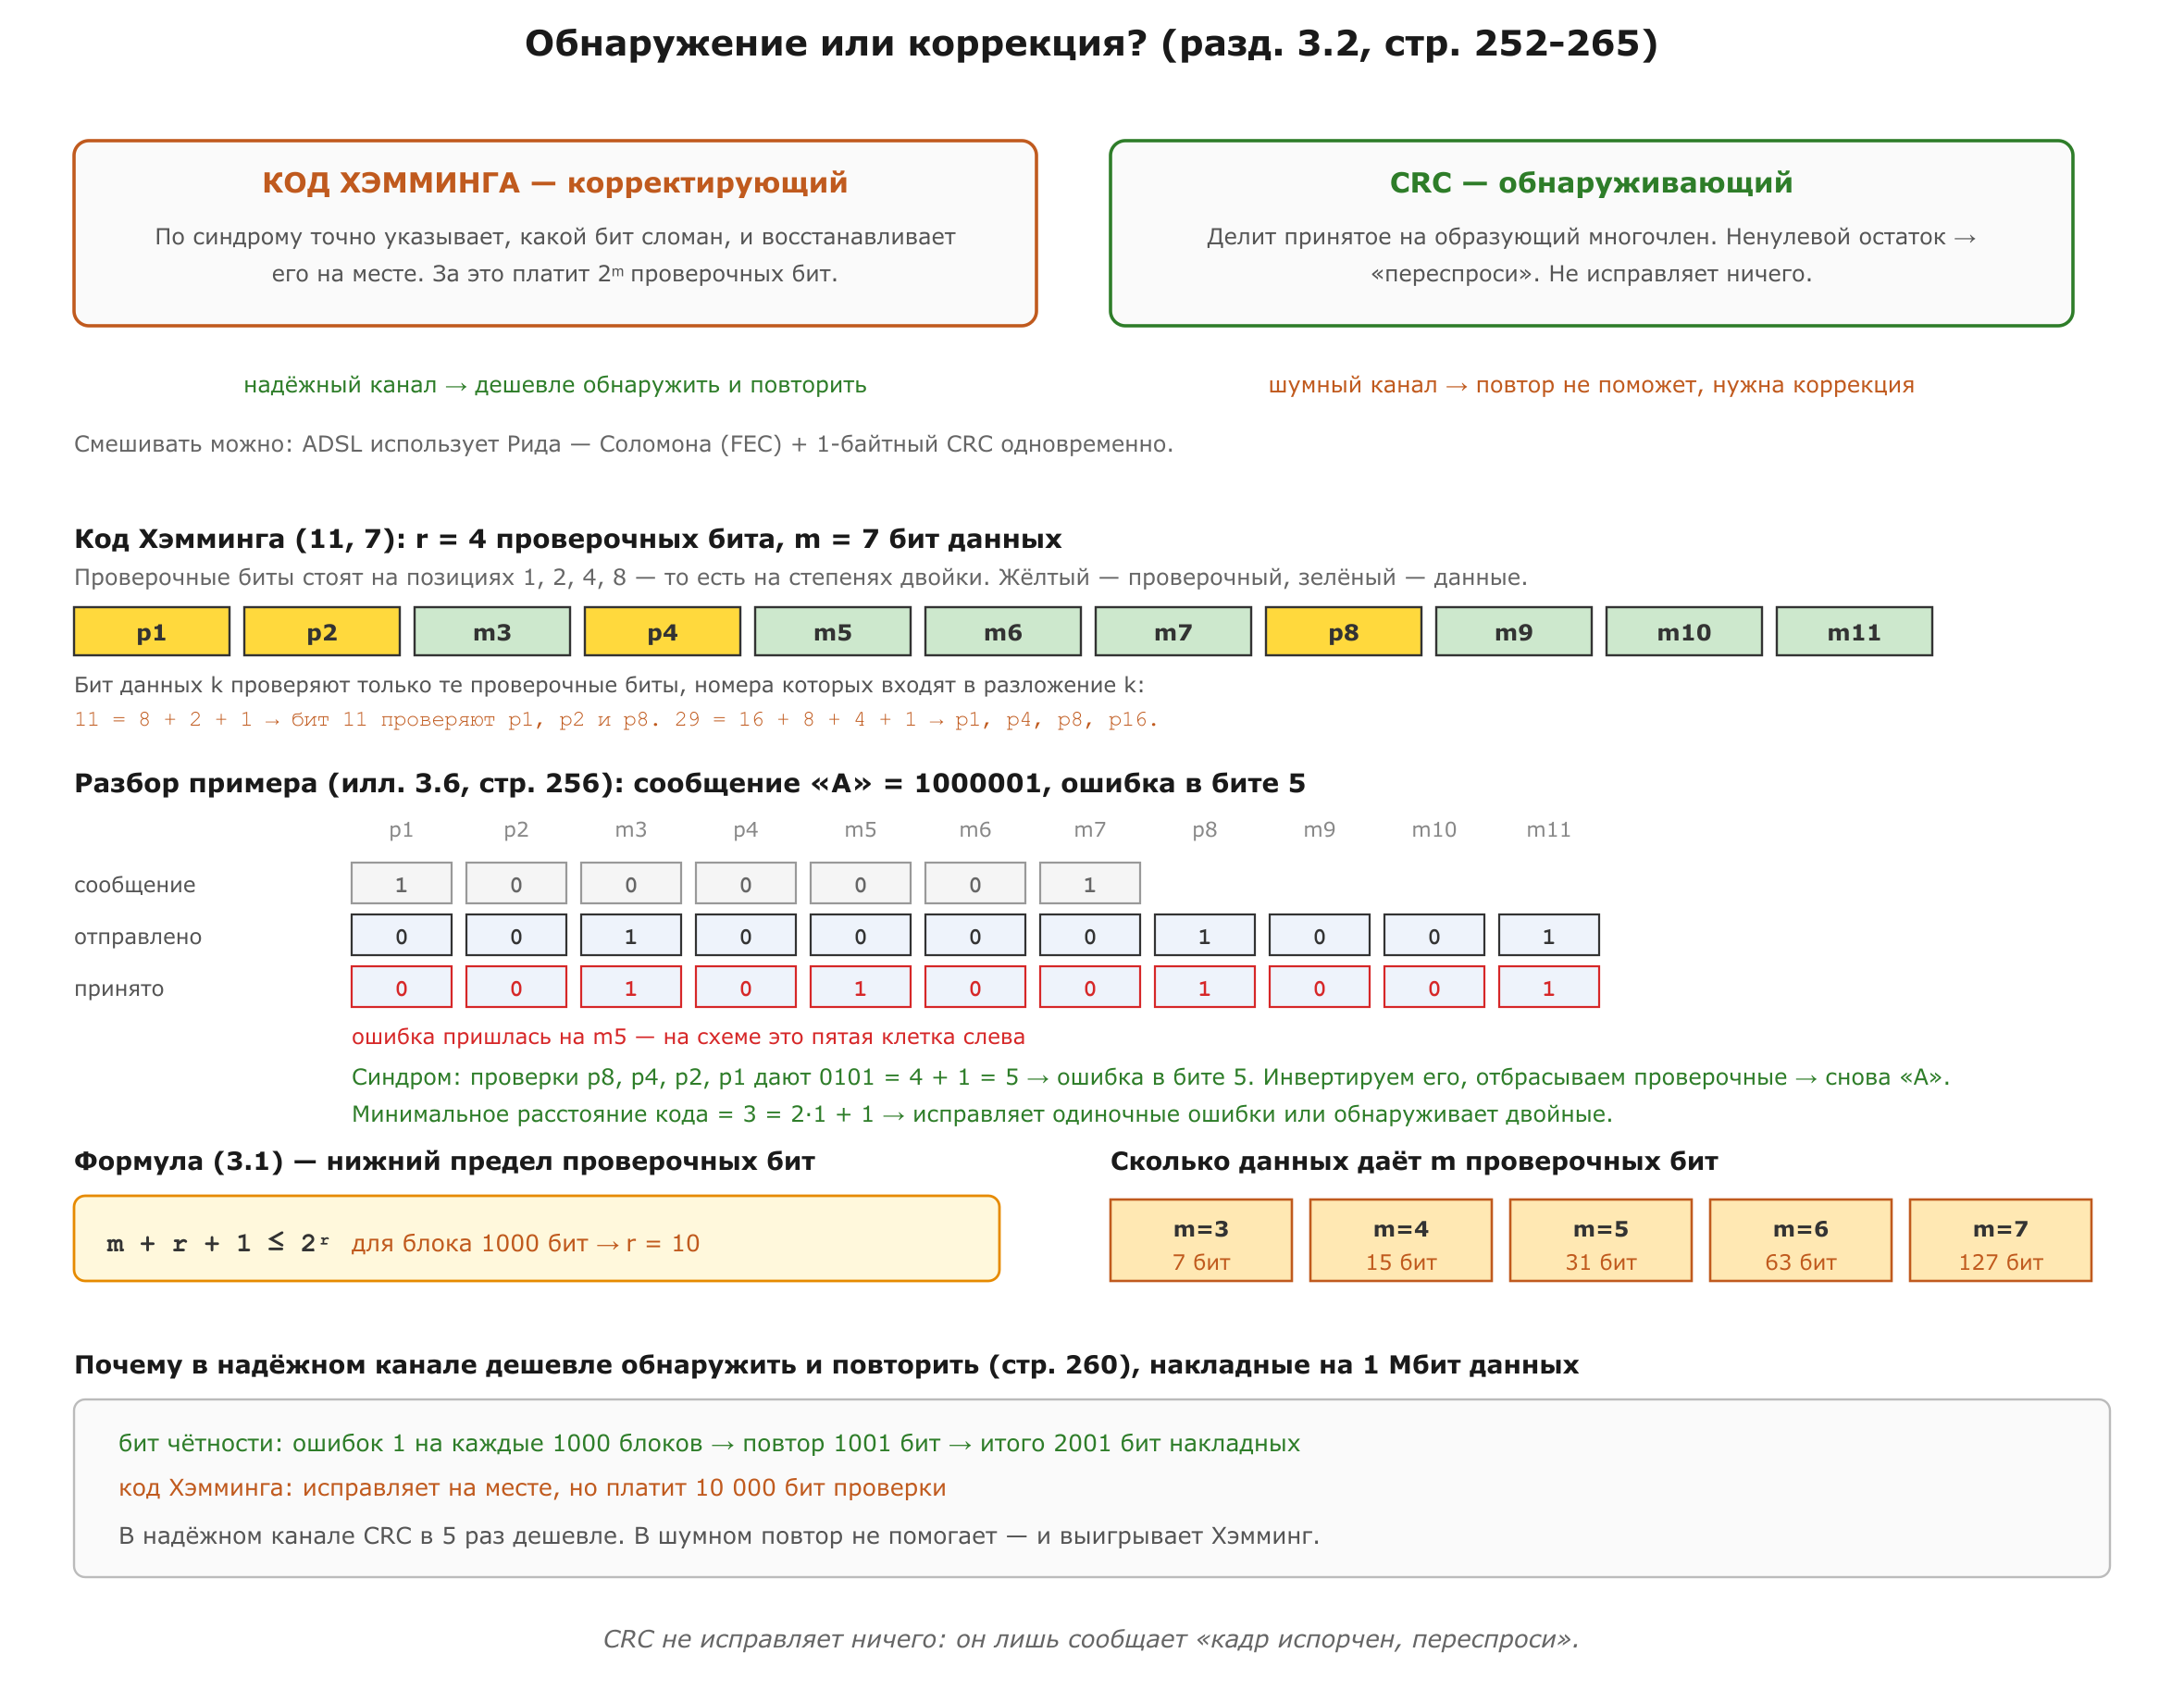 Обнаружение или коррекция? (разд. 3.2, стр. 252–265)
КОД ХЭММИНГА — корректирующий
По синдрому точно указывает, какой бит сломан, и восстанавливает
его на месте. За это платит 2ᵐ проверочных бит.
CRC — обнаруживающий
Делит принятое на образующий многочлен. Ненулевой остаток →
«переспроси». Не исправляет ничего.
надёжный канал → дешевле обнаружить и повторить
шумный канал → повтор не поможет, нужна коррекция
Смешивать можно: ADSL использует Рида — Соломона (FEC) + 1-байтный CRC одновременно.
Код Хэмминга (11, 7): r = 4 проверочных бита, m = 7 бит данных
Проверочные биты стоят на позициях 1, 2, 4, 8 — то есть на степенях двойки. Жёлтый — проверочный, зелёный — данные.
p1 p2 m3 p4 m5 m6 m7 p8 m9 m10 m11
Бит данных k проверяют только те проверочные биты, номера которых входят в разложение k:
11 = 8 + 2 + 1 → бит 11 проверяют p1, p2 и p8. 29 = 16 + 8 + 4 + 1 → p1, p4, p8, p16.
Разбор примера (илл. 3.6, стр. 256): сообщение «A» = 1000001, ошибка в бите 5
p1 p2 m3 p4 m5 m6 m7 p8 m9 m10 m11
сообщение 1 0 0 0 0 0 1
отправлено 0 0 1 0 0 0 0 1 0 0 1
принято 0 0 1 0 1 0 0 1 0 0 1
ошибка пришлась на m5 — на схеме это пятая клетка слева
Синдром: проверки p8, p4, p2, p1 дают 0101 = 4 + 1 = 5 → ошибка в бите 5. Инвертируем его, отбрасываем проверочные → снова «A».
Минимальное расстояние кода = 3 = 2·1 + 1 → исправляет одиночные ошибки или обнаруживает двойные.
Формула (3.1) — нижний предел проверочных бит
m + r + 1 ≤ 2ʳ для блока 1000 бит → r = 10
Сколько данных даёт m проверочных бит
m=3 m=4 m=5 m=6 m=7
7 бит 15 бит 31 бит 63 бит 127 бит
Почему в надёжном канале дешевле обнаружить и повторить (стр. 260), накладные на 1 Мбит данных
бит чётности: ошибок 1 на каждые 1000 блоков → повтор 1001 бит → итого 2001 бит накладных
код Хэмминга: исправляет на месте, но платит 10 000 бит проверки
В надёжном канале CRC в 5 раз дешевле. В шумном повтор не помогает — и выигрывает Хэмминг.
CRC не исправляет ничего: он лишь сообщает «кадр испорчен, переспроси».